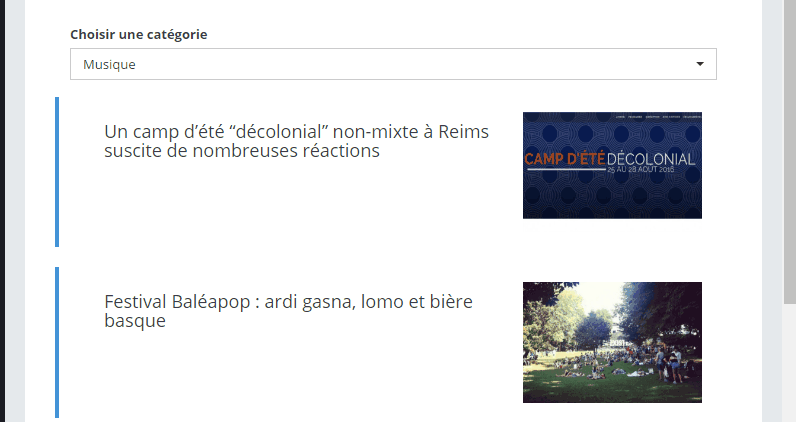 Choisir une catégorie
Musique
Un camp d’été “décolonial” non-mixte à Reims
suscite de nombreuses réactions
CAMP D'ÉTÉ DÉCOLONIAL
25 AU 28 AOUT 2016
Festival Baléapop : ardi gasna, lomo et bière
basque